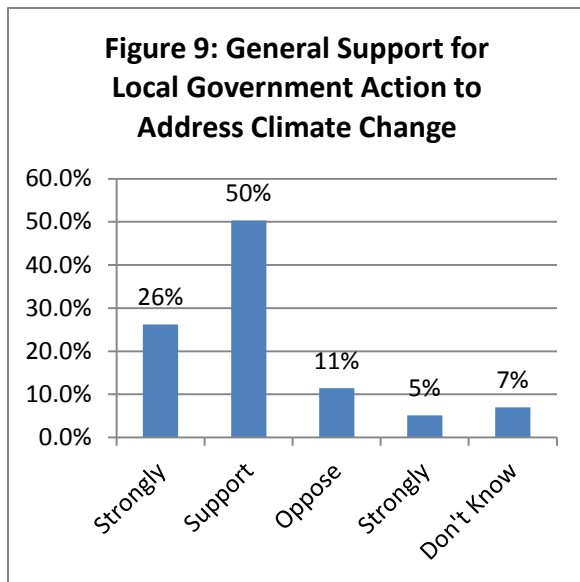 Figure 9: General Support for
Local Government Action to
Address Climate Change
60.0%
50.0%
40.0%
30.0%
20.0%
10.0%
0.0%
26%
50%
11%
5%
7%
Strongly
Support
Oppose
Strongly
Don't Know